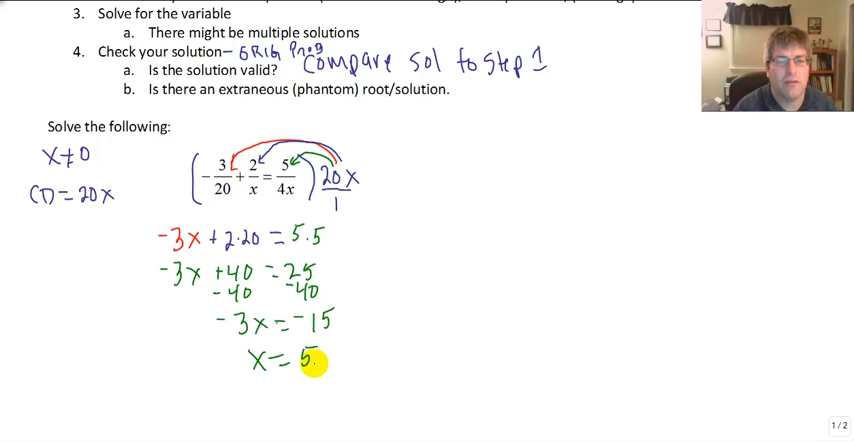 3. Solve for the variable
a. There might be multiple solutions
4. Check your solution – ORIG Prog Compare sol to Step 1
a. Is the solution valid?
b. Is there an extraneous (phantom) root/solution.
Solve the following:
x≠0
CD = 20x
(-3/20 + 2/x = 5/4x) 20x/1
-3x + 2·20 = 5·5
-3x + 40 = 25
-40 -40
-3x = -15
x = 5
1 / 2